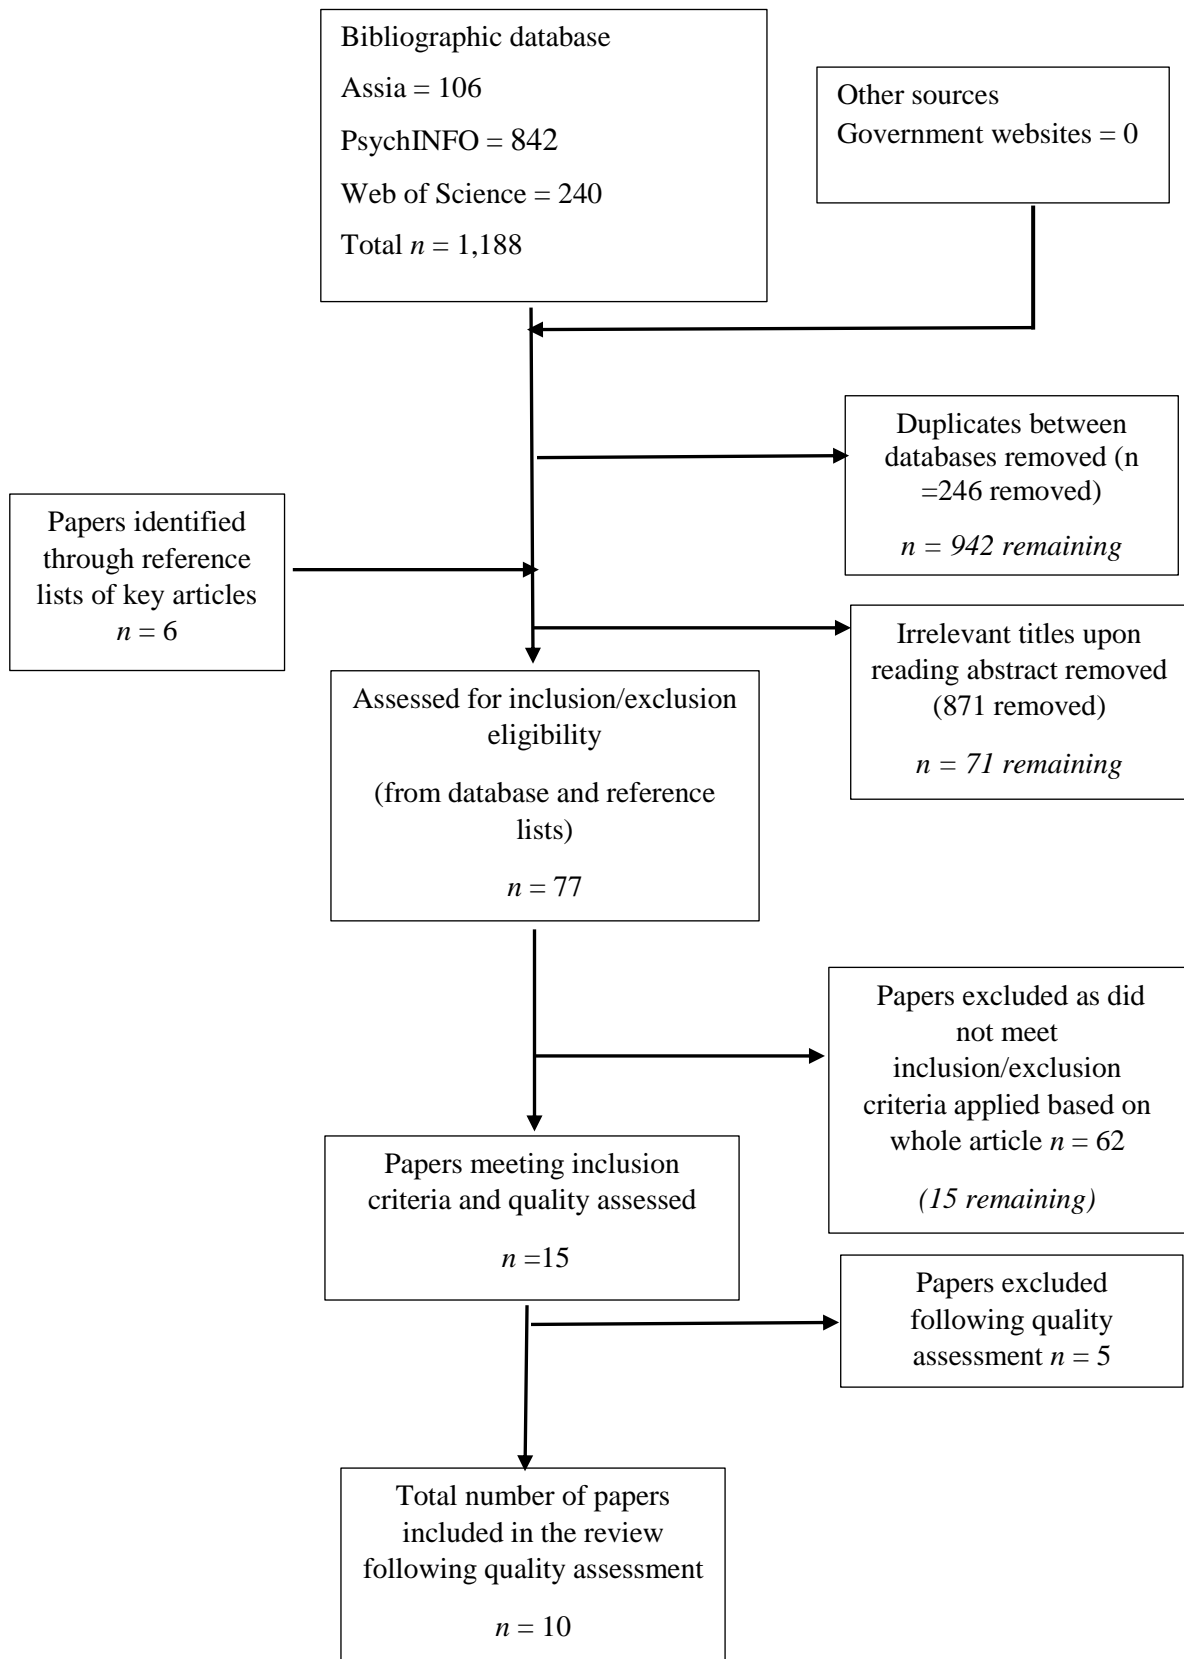 Bibliographic database
Assia = 106
PsychINFO = 842
Web of Science = 240
Total n = 1,188
Other sources
Government websites = 0
Duplicates between
databases removed (n
=246 removed)
n = 942 remaining
Papers identified
through reference
lists of key articles
n = 6
Irrelevant titles upon
reading abstract removed
(871 removed)
n = 71 remaining
Assessed for inclusion/exclusion
eligibility
(from database and reference
lists)
n = 77
Papers excluded as did
not meet
inclusion/exclusion
criteria applied based on
whole article n = 62
(15 remaining)
Papers meeting inclusion
criteria and quality assessed
n =15
Papers excluded
following quality
assessment n = 5
Total number of papers
included in the review
following quality assessment
n = 10